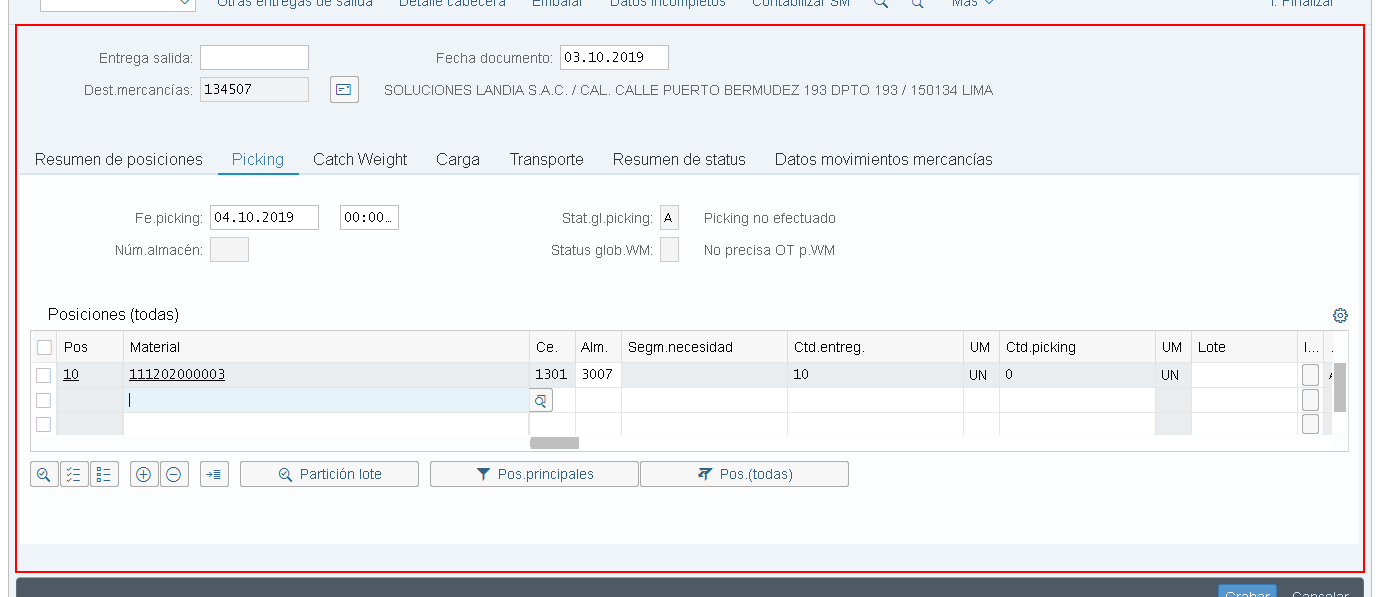 Otras entregas de salida Detalle cabecera Embalar Datos incompletos Contabilizar SM Más T. Finalizar
Entrega salida: Fecha documento: 03.10.2019
Dest.mercancías: 134507 SOLUCIONES LANDIA S.A.C. / CAL. CALLE PUERTO BERMUDEZ 193 DPTO 193 / 150134 LIMA
Resumen de posiciones Picking Catch Weight Carga Transporte Resumen de status Datos movimientos mercancías
Fe.picking: 04.10.2019 00:00... Stat.gl.picking: A Picking no efectuado
Núm.almacén: Status glob.WM: No precisa OT p.WM
Posiciones (todas)
Pos Material Ce. Alm. Segm.necesidad Ctd.entreg. UM Ctd.picking UM Lote I...
10 111202000003 1301 3007 10 UN 0 UN
Partición lote Pos.principales Pos.(todas)
Grabar Cancelar